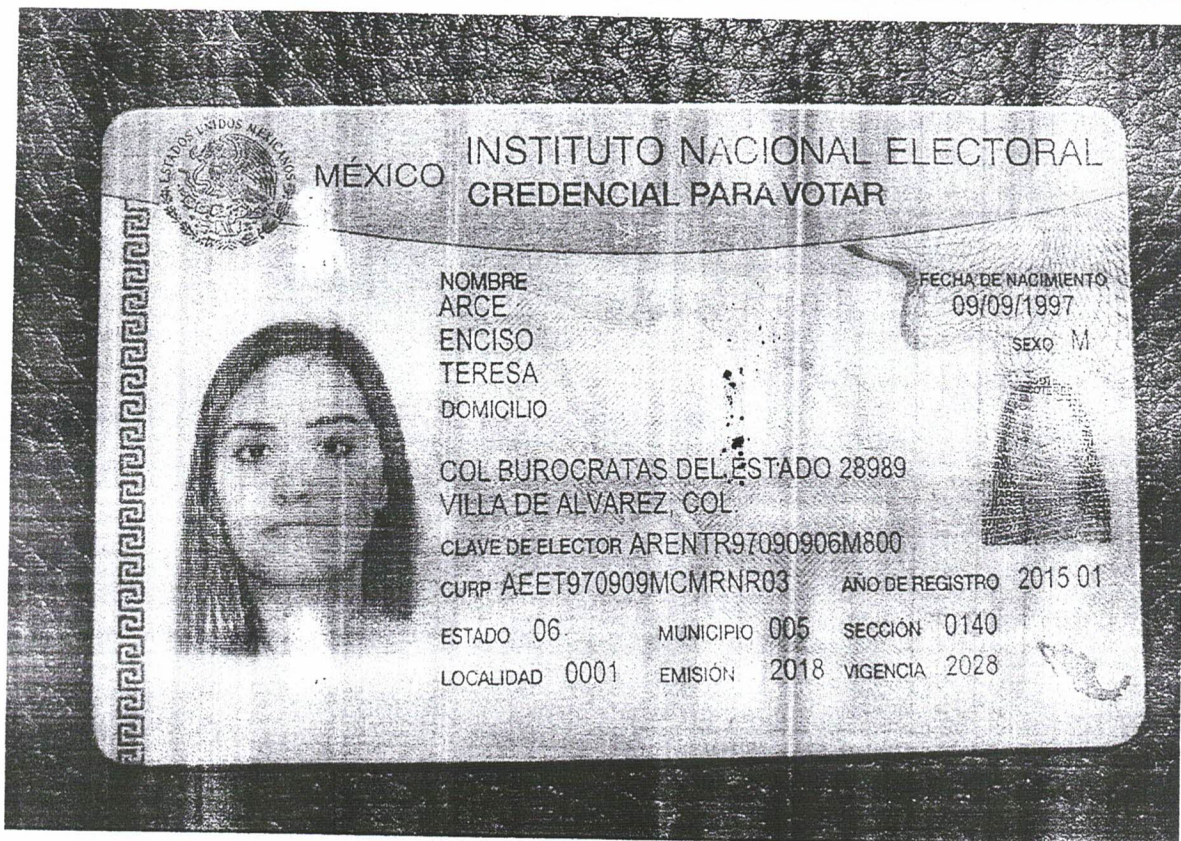 ESTADOS UNIDOS MEXICANOS
MÉXICO
INSTITUTO NACIONAL ELECTORAL
CREDENCIAL PARA VOTAR
NOMBRE
ARCE
ENCISO
TERESA
FECHA DE NACIMIENTO
09/09/1997
SEXO M
DOMICILIO
COL BUROCRATAS DEL ESTADO 28989
VILLA DE ALVAREZ, COL.
CLAVE DE ELECTOR ARENTR97090906M800
CURP AEET970909MCMRNR03 AÑO DE REGISTRO 2015 01
ESTADO 06 MUNICIPIO 005 SECCIÓN 0140
LOCALIDAD 0001 EMISIÓN 2018 VIGENCIA 2028